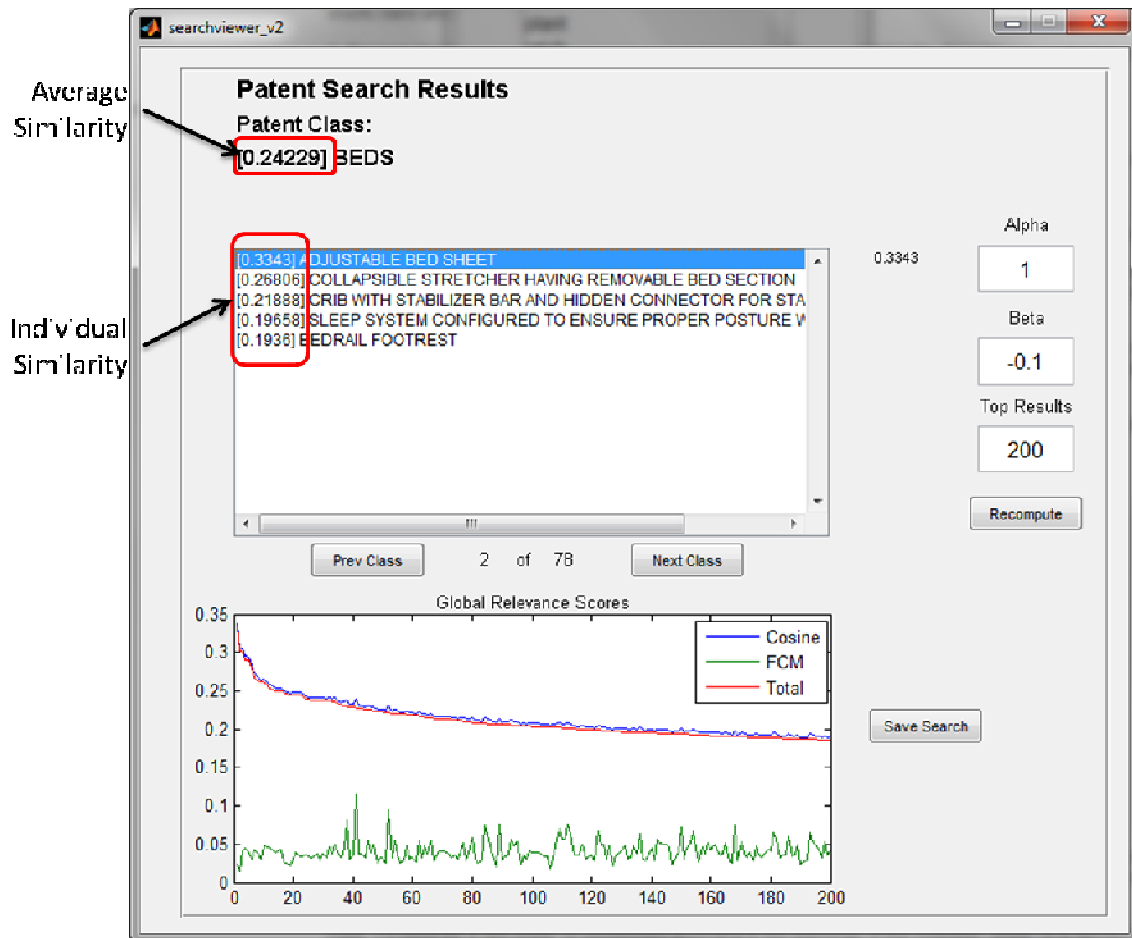 searchviewer_v2
Average
Similarity
Patent Search Results
Patent Class:
[0.24229] BEDS
Individual
Similarity
[0.3343] ADJUSTABLE BED SHEET
[0.26806] COLLAPSIBLE STRETCHER HAVING REMOVABLE BED SECTION
[0.21888] CRIB WITH STABILIZER BAR AND HIDDEN CONNECTOR FOR STA
[0.19658] SLEEP SYSTEM CONFIGURED TO ENSURE PROPER POSTURE W
[0.1936] BEDRAIL FOOTREST
0.3343
Alpha
1
Beta
-0.1
Top Results
200
Recompute
Prev Class
2 of 78
Next Class
Global Relevance Scores
0.35
0.3
0.25
0.2
0.15
0.1
0.05
0
0 20 40 60 80 100 120 140 160 180 200
Cosine
FCM
Total
Save Search